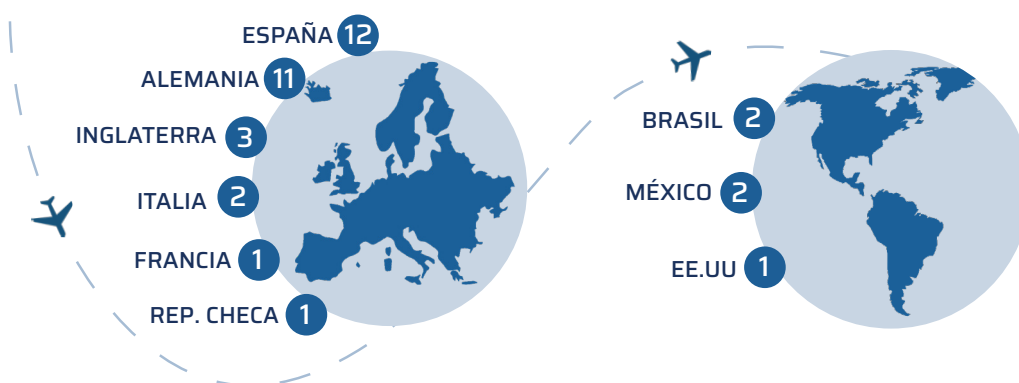 ESPAÑA 12
ALEMANIA 11
INGLATERRA 3
ITALIA 2
FRANCIA 1
REP. CHECA 1
BRASIL 2
MÉXICO 2
EE.UU 1